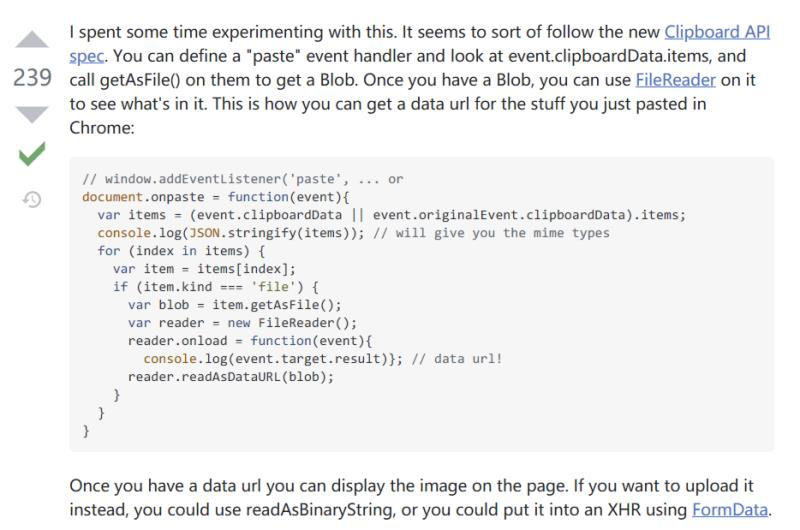 I spent some time experimenting with this. It seems to sort of follow the new Clipboard API
spec. You can define a "paste" event handler and look at event.clipboardData.items, and
239
call getAsFile() on them to get a Blob. Once you have a Blob, you can use FileReader on it
to see what's in it. This is how you can get a data url for the stuff you just pasted in
Chrome:
// window.addEventListener('paste', ... or
document.onpaste = function(event){
  var items = (event.clipboardData || event.originalEvent.clipboardData).items;
  console.log(JSON.stringify(items)); // will give you the mime types
  for (index in items) {
    var item = items[index];
    if (item.kind === 'file') {
      var blob = item.getAsFile();
      var reader = new FileReader();
      reader.onload = function(event){
        console.log(event.target.result)}; // data url!
      reader.readAsDataURL(blob);
    }
  }
}
Once you have a data url you can display the image on the page. If you want to upload it
instead, you could use readAsBinaryString, or you could put it into an XHR using FormData.